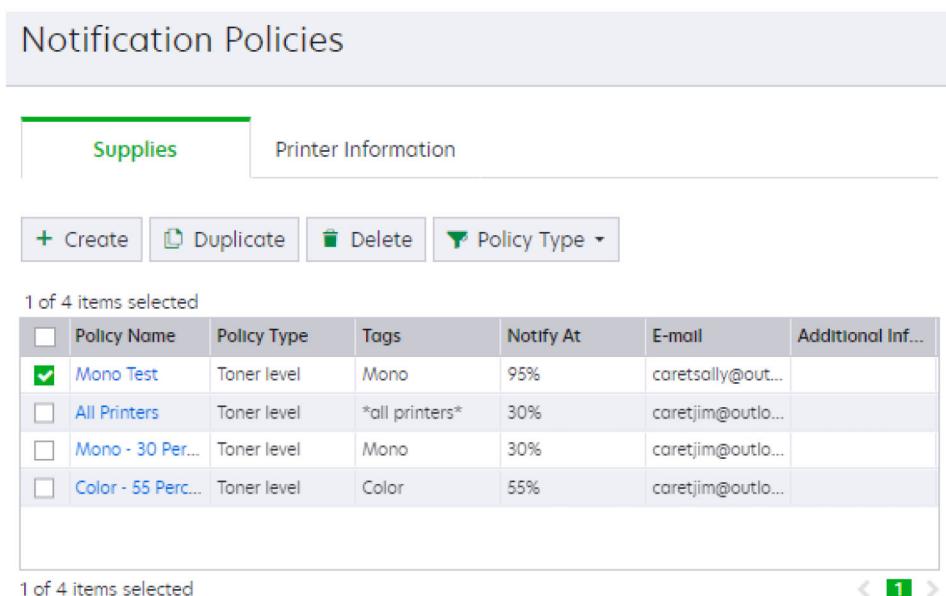 Notification Policies
Supplies Printer Information
+ Create Duplicate Delete Policy Type
1 of 4 items selected
Policy Name Policy Type Tags Notify At E-mail Additional Inf...
Mono Test Toner level Mono 95% caretsally@out...
All Printers Toner level *all printers* 30% caretjim@outlo...
Mono - 30 Per... Toner level Mono 30% caretjim@outlo...
Color - 55 Perc... Toner level Color 55% caretjim@outlo...
1 of 4 items selected < 1 >